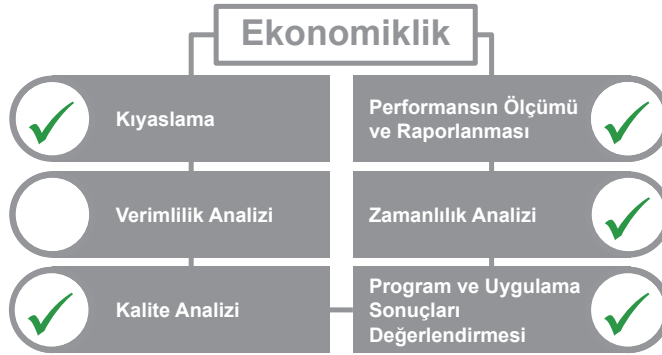 Ekonomiklik
Kıyaslama
Performansın Ölçümü
ve Raporlanması
Verimlilik Analizi
Zamanlılık Analizi
Kalite Analizi
Program ve Uygulama
Sonuçları
Değerlendirmesi